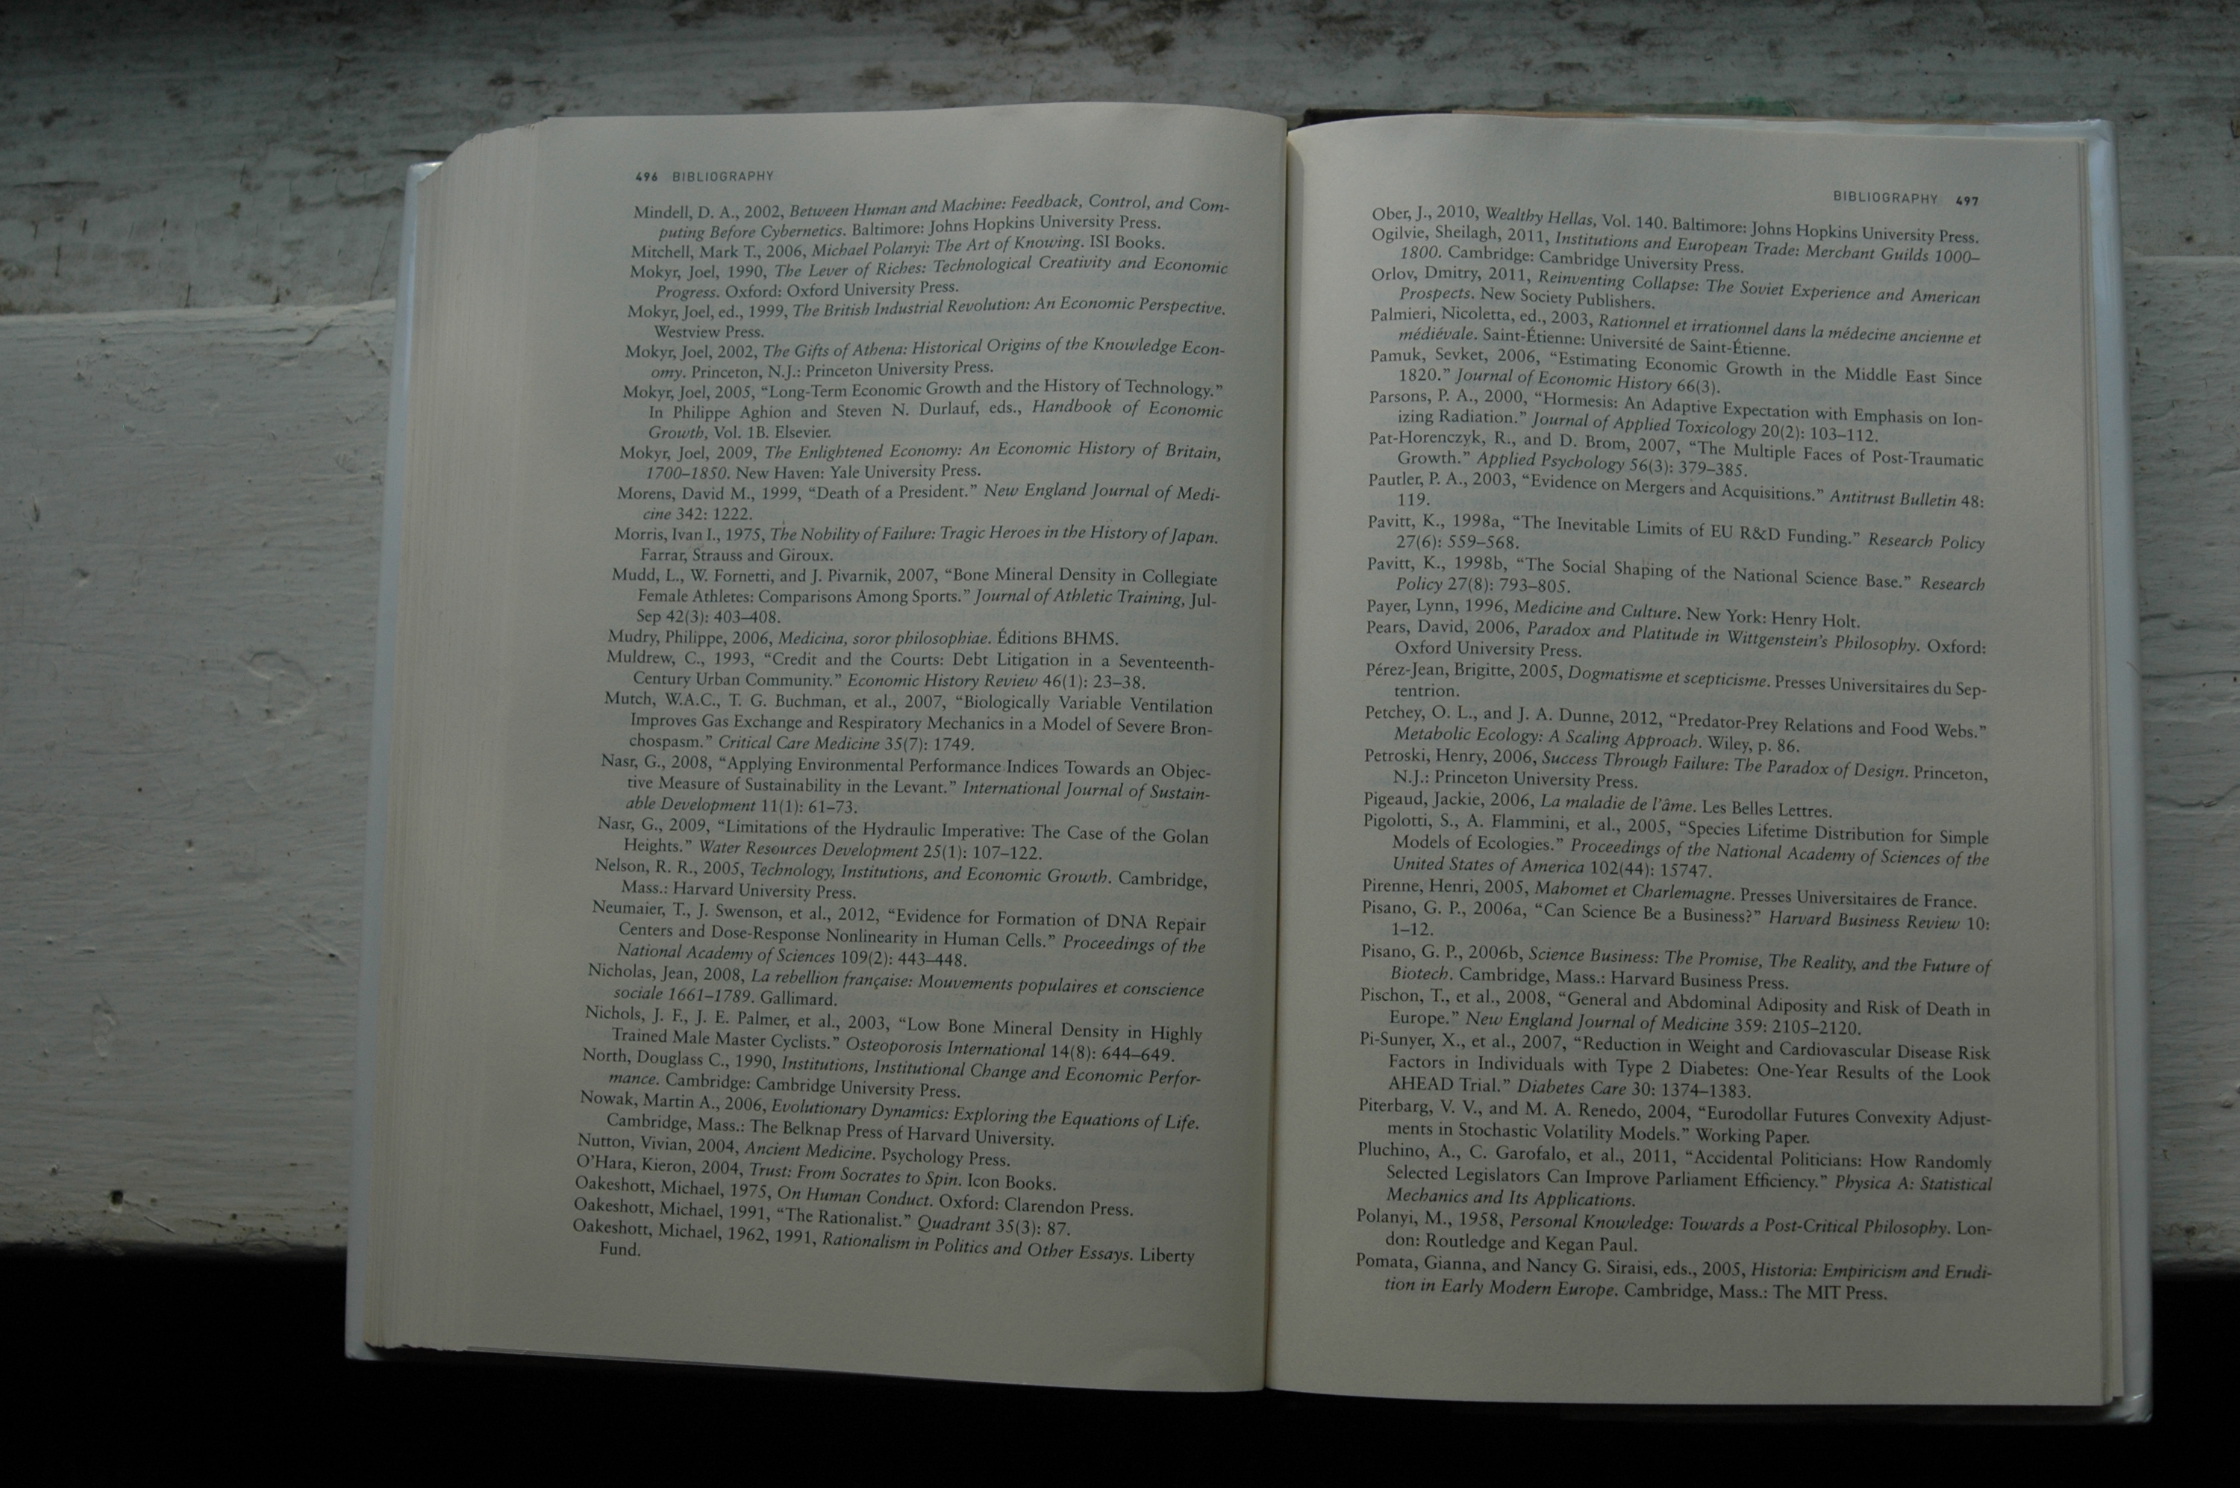 496 BIBLIOGRAPHY
Mindell, D. A., 2002, Between Human and Machine: Feedback, Control, and Com-
puting Before Cybernetics. Baltimore: Johns Hopkins University Press.
Mitchell, Mark T., 2006, Michael Polanyi: The Art of Knowing. ISI Books.
Mokyr, Joel, 1990, The Lever of Riches: Technological Creativity and Economic
Progress. Oxford: Oxford University Press.
Mokyr, Joel, ed., 1999, The British Industrial Revolution: An Economic Perspective.
Westview Press.
Mokyr, Joel, 2002, The Gifts of Athena: Historical Origins of the Knowledge Econ-
omy. Princeton, N.J.: Princeton University Press.
Mokyr, Joel, 2005, “Long-Term Economic Growth and the History of Technology.”
In Philippe Aghion and Steven N. Durlauf, eds., Handbook of Economic
Growth, Vol. 1B. Elsevier.
Mokyr, Joel, 2009, The Enlightened Economy: An Economic History of Britain,
1700–1850. New Haven: Yale University Press.
Morens, David M., 1999, “Death of a President.” New England Journal of Medi-
cine 342: 1222.
Morris, Ivan I., 1975, The Nobility of Failure: Tragic Heroes in the History of Japan.
Farrar, Strauss and Giroux.
Mudd, L., W. Fornetti, and J. Pivarnik, 2007, “Bone Mineral Density in Collegiate
Female Athletes: Comparisons Among Sports.” Journal of Athletic Training, Jul-
Sep 42(3): 403–408.
Mudry, Philippe, 2006, Medicina, soror philosophiae. Éditions BHMS.
Muldrew, C., 1993, “Credit and the Courts: Debt Litigation in a Seventeenth-
Century Urban Community.” Economic History Review 46(1): 23–38.
Mutch, W.A.C., T. G. Buchman, et al., 2007, “Biologically Variable Ventilation
Improves Gas Exchange and Respiratory Mechanics in a Model of Severe Bron-
chospasm.” Critical Care Medicine 35(7): 1749.
Nasr, G., 2008, “Applying Environmental Performance Indices Towards an Objec-
tive Measure of Sustainability in the Levant.” International Journal of Sustain-
able Development 11(1): 61–73.
Nasr, G., 2009, “Limitations of the Hydraulic Imperative: The Case of the Golan
Heights.” Water Resources Development 25(1): 107–122.
Nelson, R. R., 2005, Technology, Institutions, and Economic Growth. Cambridge,
Mass.: Harvard University Press.
Neumaier, T., J. Swenson, et al., 2012, “Evidence for Formation of DNA Repair
Centers and Dose-Response Nonlinearity in Human Cells.” Proceedings of the
National Academy of Sciences 109(2): 443–448.
Nicholas, Jean, 2008, La rebellion française: Mouvements populaires et conscience
sociale 1661–1789. Gallimard.
Nichols, J. F., J. E. Palmer, et al., 2003, “Low Bone Mineral Density in Highly
Trained Male Master Cyclists.” Osteoporosis International 14(8): 644–649.
North, Douglass C., 1990, Institutions, Institutional Change and Economic Perfor-
mance. Cambridge: Cambridge University Press.
Nowak, Martin A., 2006, Evolutionary Dynamics: Exploring the Equations of Life.
Cambridge, Mass.: The Belknap Press of Harvard University.
Nutton, Vivian, 2004, Ancient Medicine. Psychology Press.
O’Hara, Kieron, 2004, Trust: From Socrates to Spin. Icon Books.
Oakeshott, Michael, 1975, On Human Conduct. Oxford: Clarendon Press.
Oakeshott, Michael, 1991, “The Rationalist.” Quadrant 35(3): 87.
Oakeshott, Michael, 1962, 1991, Rationalism in Politics and Other Essays. Liberty
Fund.
BIBLIOGRAPHY 497
Ober, J., 2010, Wealthy Hellas, Vol. 140. Baltimore: Johns Hopkins University Press.
Ogilvie, Sheilagh, 2011, Institutions and European Trade: Merchant Guilds 1000–
1800. Cambridge: Cambridge University Press.
Orlov, Dmitry, 2011, Reinventing Collapse: The Soviet Experience and American
Prospects. New Society Publishers.
Palmieri, Nicoletta, ed., 2003, Rationnel et irrationnel dans la médecine ancienne et
médiévale. Saint-Étienne: Université de Saint-Étienne.
Pamuk, Sevket, 2006, “Estimating Economic Growth in the Middle East Since
1820.” Journal of Economic History 66(3).
Parsons, P. A., 2000, “Hormesis: An Adaptive Expectation with Emphasis on Ion-
izing Radiation.” Journal of Applied Toxicology 20(2): 103–112.
Pat-Horenczyk, R., and D. Brom, 2007, “The Multiple Faces of Post-Traumatic
Growth.” Applied Psychology 56(3): 379–385.
Pautler, P. A., 2003, “Evidence on Mergers and Acquisitions.” Antitrust Bulletin 48:
119.
Pavitt, K., 1998a, “The Inevitable Limits of EU R&D Funding.” Research Policy
27(6): 559–568.
Pavitt, K., 1998b, “The Social Shaping of the National Science Base.” Research
Policy 27(8): 793–805.
Payer, Lynn, 1996, Medicine and Culture. New York: Henry Holt.
Pears, David, 2006, Paradox and Platitude in Wittgenstein’s Philosophy. Oxford:
Oxford University Press.
Pérez-Jean, Brigitte, 2005, Dogmatisme et scepticisme. Presses Universitaires du Sep-
tentrion.
Petchey, O. L., and J. A. Dunne, 2012, “Predator-Prey Relations and Food Webs.”
Metabolic Ecology: A Scaling Approach. Wiley, p. 86.
Petroski, Henry, 2006, Success Through Failure: The Paradox of Design. Princeton,
N.J.: Princeton University Press.
Pigeaud, Jackie, 2006, La maladie de l’âme. Les Belles Lettres.
Pigolotti, S., A. Flammini, et al., 2005, “Species Lifetime Distribution for Simple
Models of Ecologies.” Proceedings of the National Academy of Sciences of the
United States of America 102(44): 15747.
Pirenne, Henri, 2005, Mahomet et Charlemagne. Presses Universitaires de France.
Pisano, G. P., 2006a, “Can Science Be a Business?” Harvard Business Review 10:
1–12.
Pisano, G. P., 2006b, Science Business: The Promise, The Reality, and the Future of
Biotech. Cambridge, Mass.: Harvard Business Press.
Pischon, T., et al., 2008, “General and Abdominal Adiposity and Risk of Death in
Europe.” New England Journal of Medicine 359: 2105–2120.
Pi-Sunyer, X., et al., 2007, “Reduction in Weight and Cardiovascular Disease Risk
Factors in Individuals with Type 2 Diabetes: One-Year Results of the Look
AHEAD Trial.” Diabetes Care 30: 1374–1383.
Piterbarg, V. V., and M. A. Renedo, 2004, “Eurodollar Futures Convexity Adjust-
ments in Stochastic Volatility Models.” Working Paper.
Pluchino, A., C. Garofalo, et al., 2011, “Accidental Politicians: How Randomly
Selected Legislators Can Improve Parliament Efficiency.” Physica A: Statistical
Mechanics and Its Applications.
Polanyi, M., 1958, Personal Knowledge: Towards a Post-Critical Philosophy. Lon-
don: Routledge and Kegan Paul.
Pomata, Gianna, and Nancy G. Siraisi, eds., 2005, Historia: Empiricism and Erudi-
tion in Early Modern Europe. Cambridge, Mass.: The MIT Press.